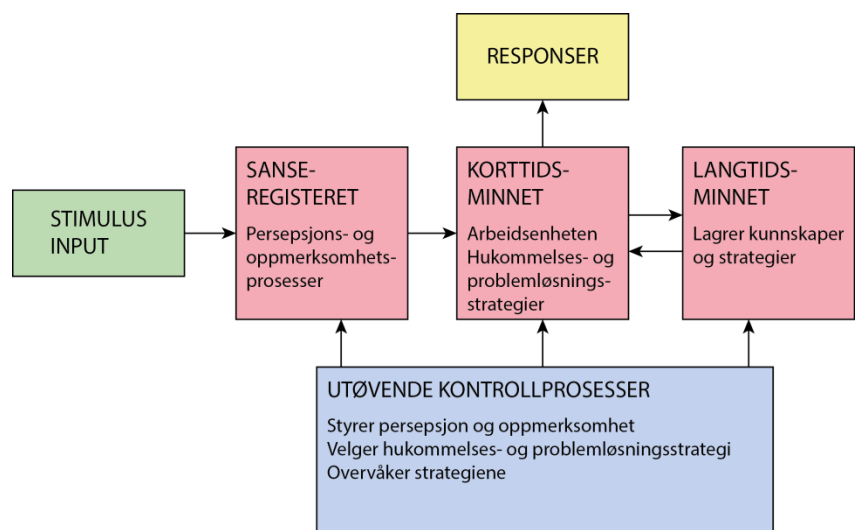 RESPONSER
STIMULUS
INPUT
SANSE-
REGISTERET
Persepsjons- og
oppmerksomhets-
prosesser
KORTTIDS-
MINNET
Arbeidsenheten
Hukommelses- og
problemløsnings-
strategier
LANGTIDS-
MINNET
Lagrer kunnskaper
og strategier
UTØVENDE KONTROLLPROSESSER
Styrer persepsjon og oppmerksomhet
Velger hukommelses- og problemløsningsstrategi
Overvåker strategiene